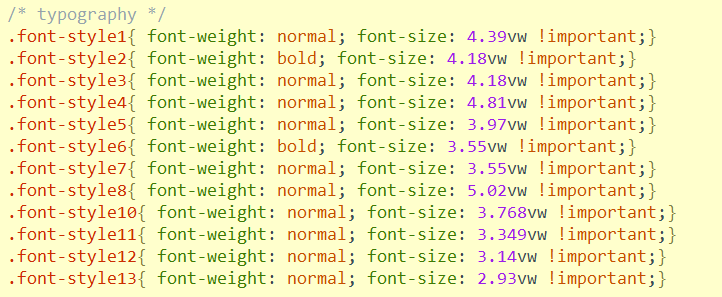 /* typography */
.font-style1{ font-weight: normal; font-size: 4.39vw !important;}
.font-style2{ font-weight: bold; font-size: 4.18vw !important;}
.font-style3{ font-weight: normal; font-size: 4.18vw !important;}
.font-style4{ font-weight: normal; font-size: 4.81vw !important;}
.font-style5{ font-weight: normal; font-size: 3.97vw !important;}
.font-style6{ font-weight: bold; font-size: 3.55vw !important;}
.font-style7{ font-weight: normal; font-size: 3.55vw !important;}
.font-style8{ font-weight: normal; font-size: 5.02vw !important;}
.font-style10{ font-weight: normal; font-size: 3.768vw !important;}
.font-style11{ font-weight: normal; font-size: 3.349vw !important;}
.font-style12{ font-weight: normal; font-size: 3.14vw !important;}
.font-style13{ font-weight: normal; font-size: 2.93vw !important;}